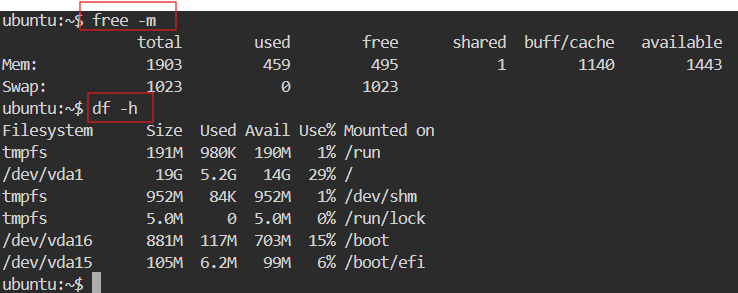 ubuntu:~$ free -m
total used free shared buff/cache available
Mem: 1903 459 495 1 1140 1443
Swap: 1023 0 1023
ubuntu:~$ df -h
Filesystem Size Used Avail Use% Mounted on
tmpfs 191M 980K 190M 1% /run
/dev/vda1 19G 5.2G 14G 29% /
tmpfs 952M 84K 952M 1% /dev/shm
tmpfs 5.0M 0 5.0M 0% /run/lock
/dev/vda16 881M 117M 703M 15% /boot
/dev/vda15 105M 6.2M 99M 6% /boot/efi
ubuntu:~$